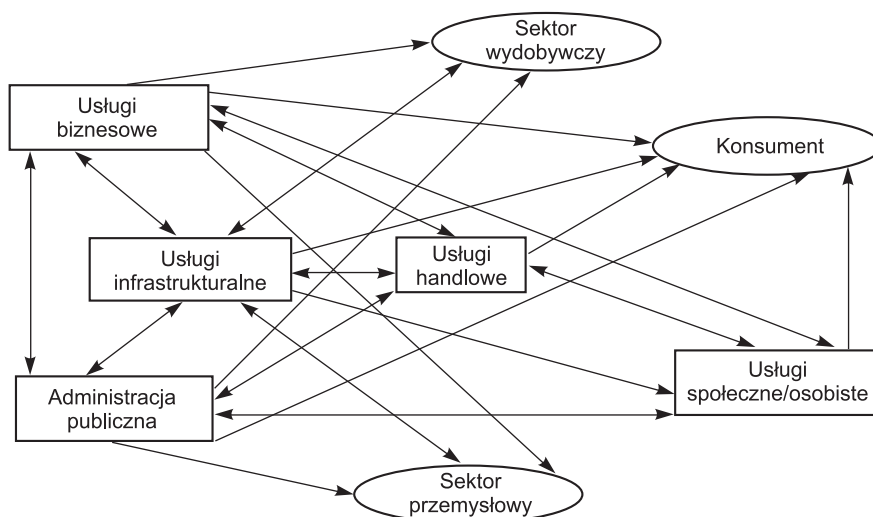 Sektor
wydobywczy
Usługi
biznesowe
Konsument
Usługi
infrastrukturalne
Usługi
handlowe
Usługi
społeczne/osobiste
Administracja
publiczna
Sektor
przemysłowy